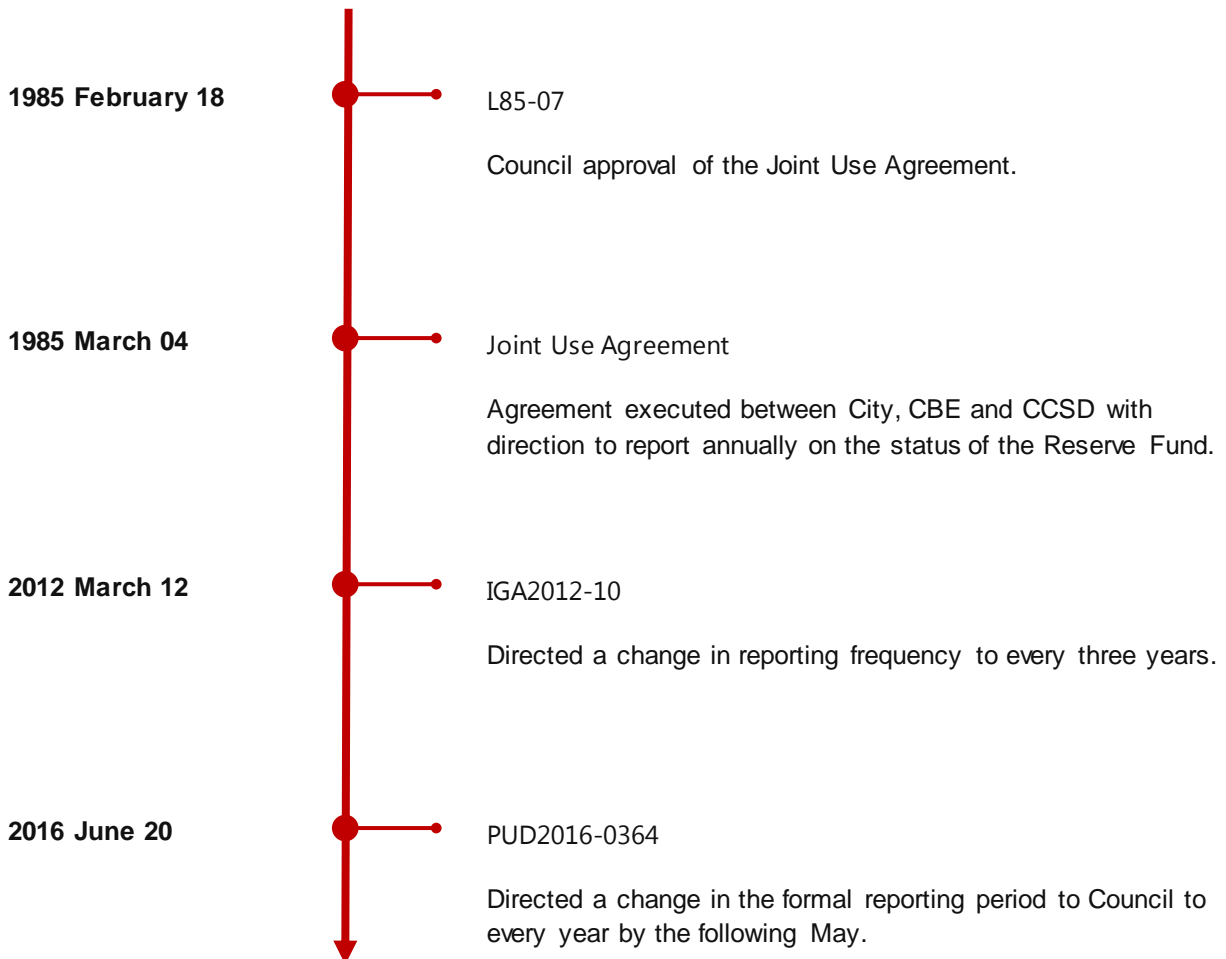 1985 February 18
L85-07
Council approval of the Joint Use Agreement.
1985 March 04
Joint Use Agreement
Agreement executed between City, CBE and CCSD with
direction to report annually on the status of the Reserve Fund.
2012 March 12
IGA2012-10
Directed a change in reporting frequency to every three years.
2016 June 20
PUD2016-0364
Directed a change in the formal reporting period to Council to
every year by the following May.